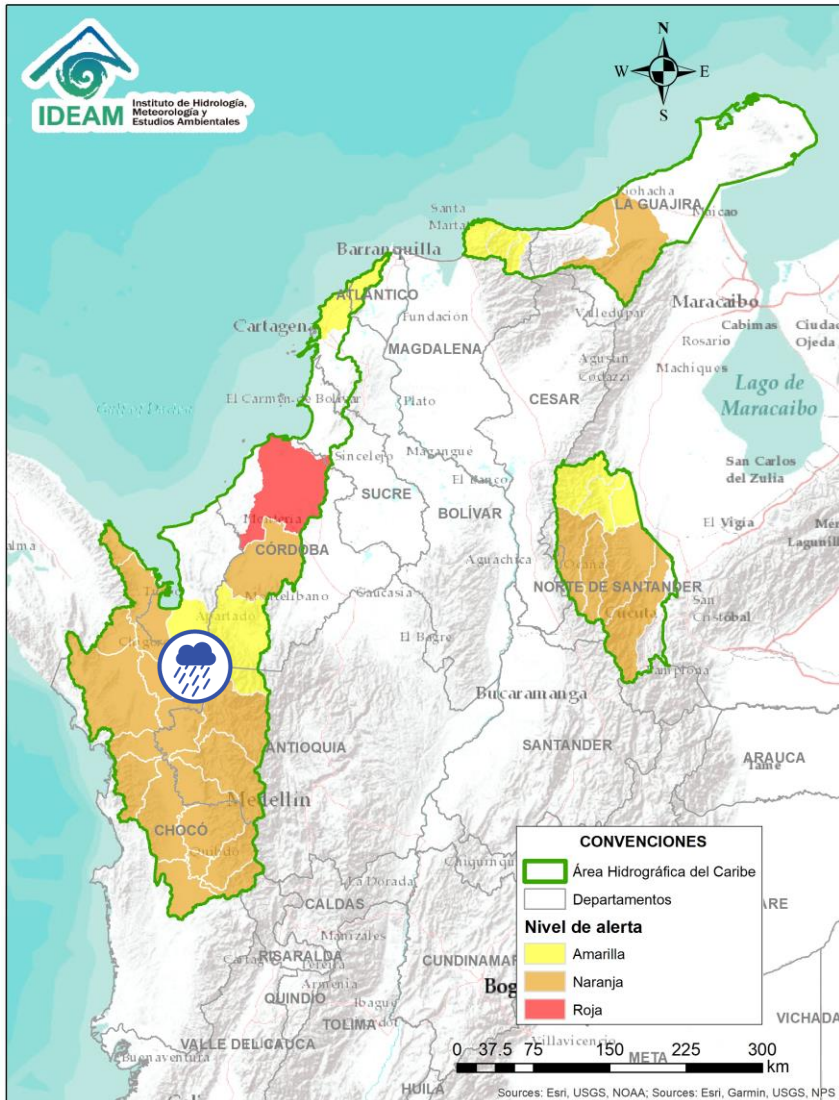 IDEAM
Instituto de Hidrología,
Meteorología y
Estudios Ambientales
N
W
E
S
LA GUAJIRA
Maicao
Santa
Marta
Barranquilla
ATLÁNTICO
Cartagena
Fundación
Valledupar
Maracaibo
Cabimas
Ciudad
Rosario
Ojeda
Machiques
MAGDALENA
Agustín
Codazzi
CESAR
Lago de
Maracaibo
El Carmen de Bolívar
Plato
Sincelejo
Magangué
El Banco
San Carlos
del Zulia
SUCRE
BOLÍVAR
El Vigía
Montería
CÓRDOBA
Aguachica
Ocaña
NORTE DE SANTANDER
Montelíbano
Caucasia
San
Cristóbal
Cúcuta
Apartadó
El Bagre
Pamplona
Bucaramanga
ANTIOQUIA
SANTANDER
ARAUCA
Tame
Medellín
CHOCÓ
Quibdó
La Dorada
CALDAS
Manizales
RISARALDA
Pereira
Armenia
QUINDÍO
Ibagué
TOLIMA
CUNDINAMAR
Bog
VICHADA
VALLE DEL CAUCA
Buenaventura
Villavicencio
META
HUILA
CONVENCIONES
Área Hidrográfica del Caribe
Departamentos
Nivel de alerta
Amarilla
Naranja
Roja
0 37.5 75 150 225 300
km
Sources: Esri, USGS, NOAA; Sources: Esri, Garmin, USGS, NPS